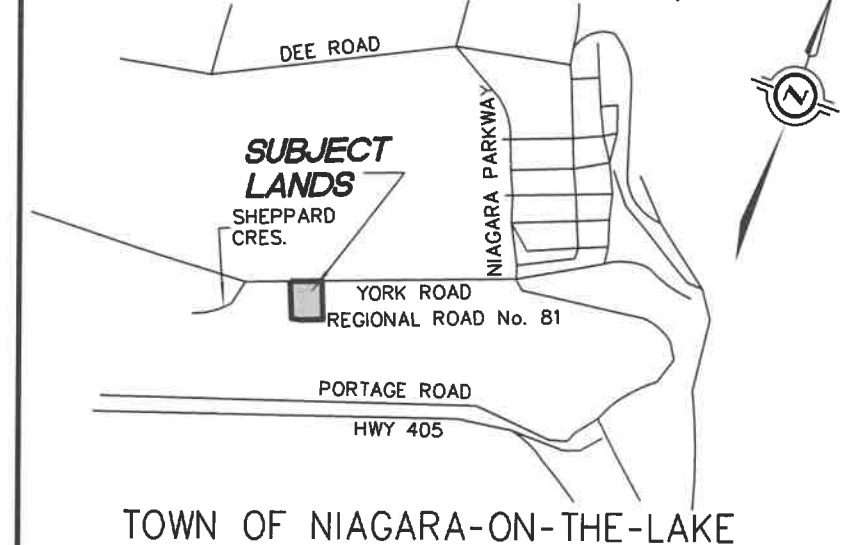 DEE ROAD
NIAGARA PARKWAY
N
SUBJECT
LANDS
SHEPPARD
CRES.
YORK ROAD
REGIONAL ROAD No. 81
PORTAGE ROAD
HWY 405
TOWN OF NIAGARA-ON-THE-LAKE